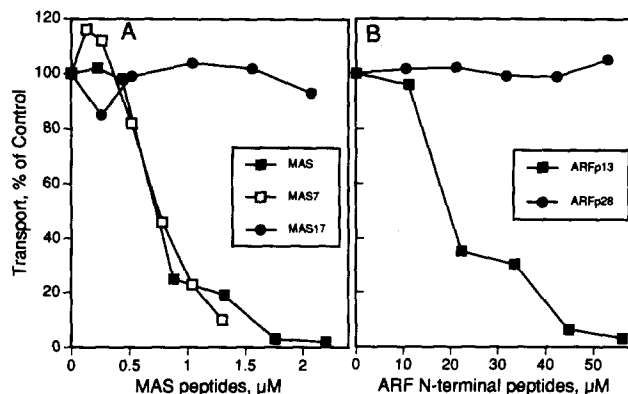 A
B
Transport, % of Control
120
100
80
60
40
20
0
MAS
MAS7
MAS17
ARFp13
ARFp28
0 0.5 1 1.5 2
0 10 20 30 40 50
MAS peptides, µM
ARF N-terminal peptides, µM